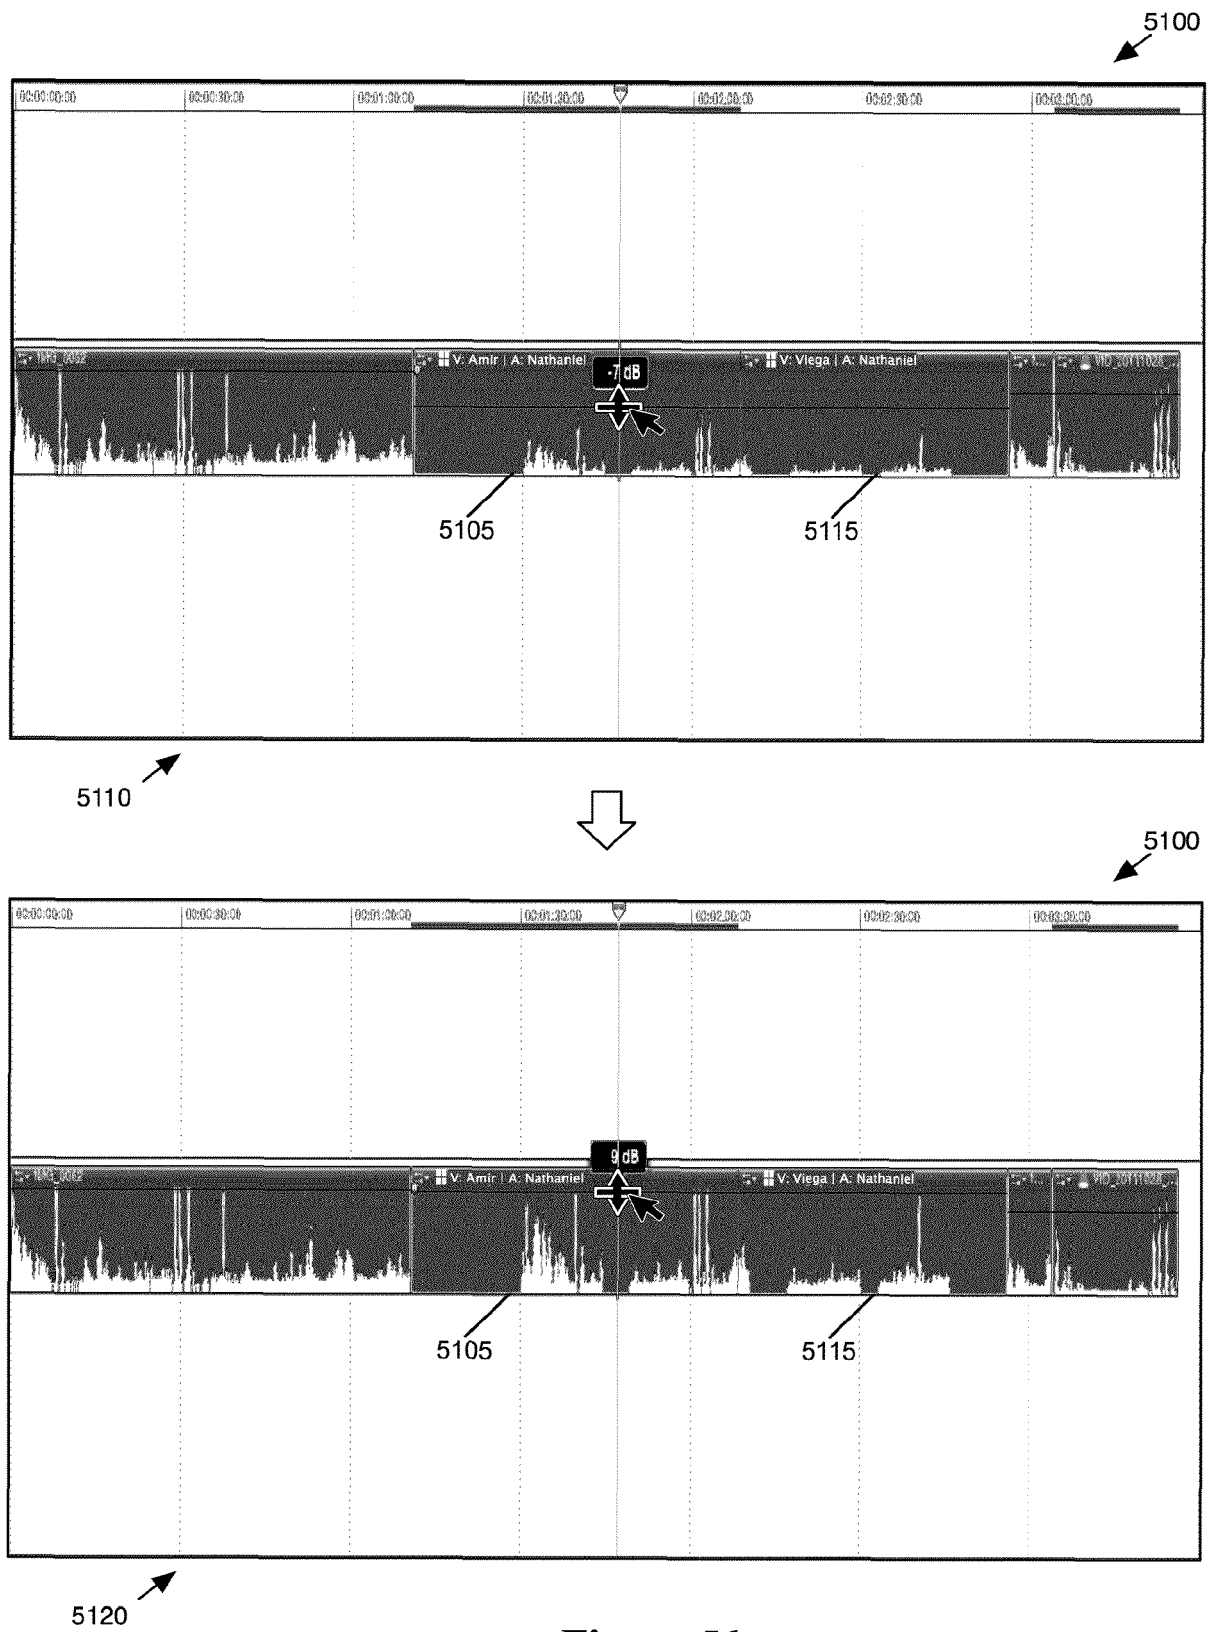 5100
00:00:00:00 00:00:30:00 00:01:00:00 00:01:30:00 00:02:00:00 00:02:30:00 00:03:00:00
IMG_0062 V: Amir | A: Nathaniel V: Viega | A: Nathaniel VID_20111028_...
-7 dB
5105 5115
5110
5100
00:00:00:00 00:00:30:00 00:01:00:00 00:01:30:00 00:02:00:00 00:02:30:00 00:03:00:00
9 dB
IMG_0062 V: Amir | A: Nathaniel V: Viega | A: Nathaniel VID_20111028_...
5105 5115
5120